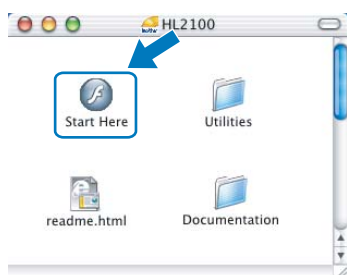 HL2100
Start Here
Utilities
readme.html
Documentation